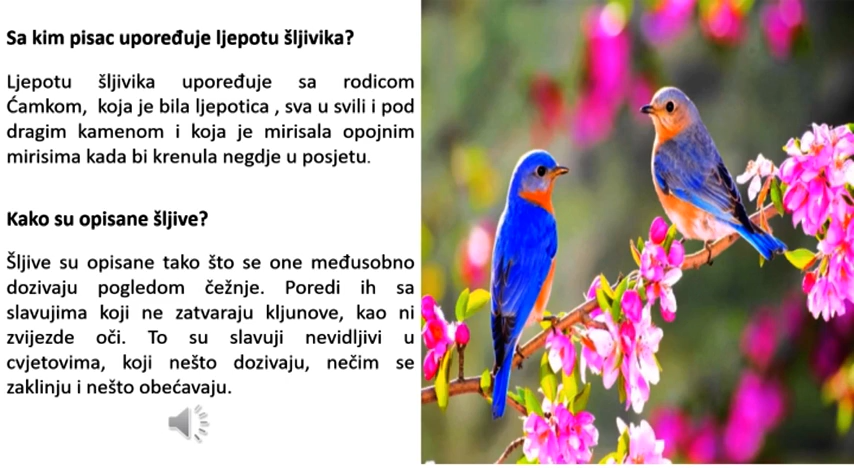 Sa kim pisac upoređuje ljepotu šljivika?
Ljepotu šljivika upoređuje sa rodicom
Ćamkom, koja je bila ljepotica , sva u svili i pod
dragim kamenom i koja je mirisala opojnim
mirisima kada bi krenula negdje u posjetu.
Kako su opisane šljive?
Šljive su opisane tako što se one međusobno
dozivaju pogledom čežnje. Poredi ih sa
slavujima koji ne zatvaraju kljunove, kao ni
zvijezde oči. To su slavuji nevidljivi u
cvjetovima, koji nešto dozivaju, nečim se
zaklinju i nešto obećavaju.